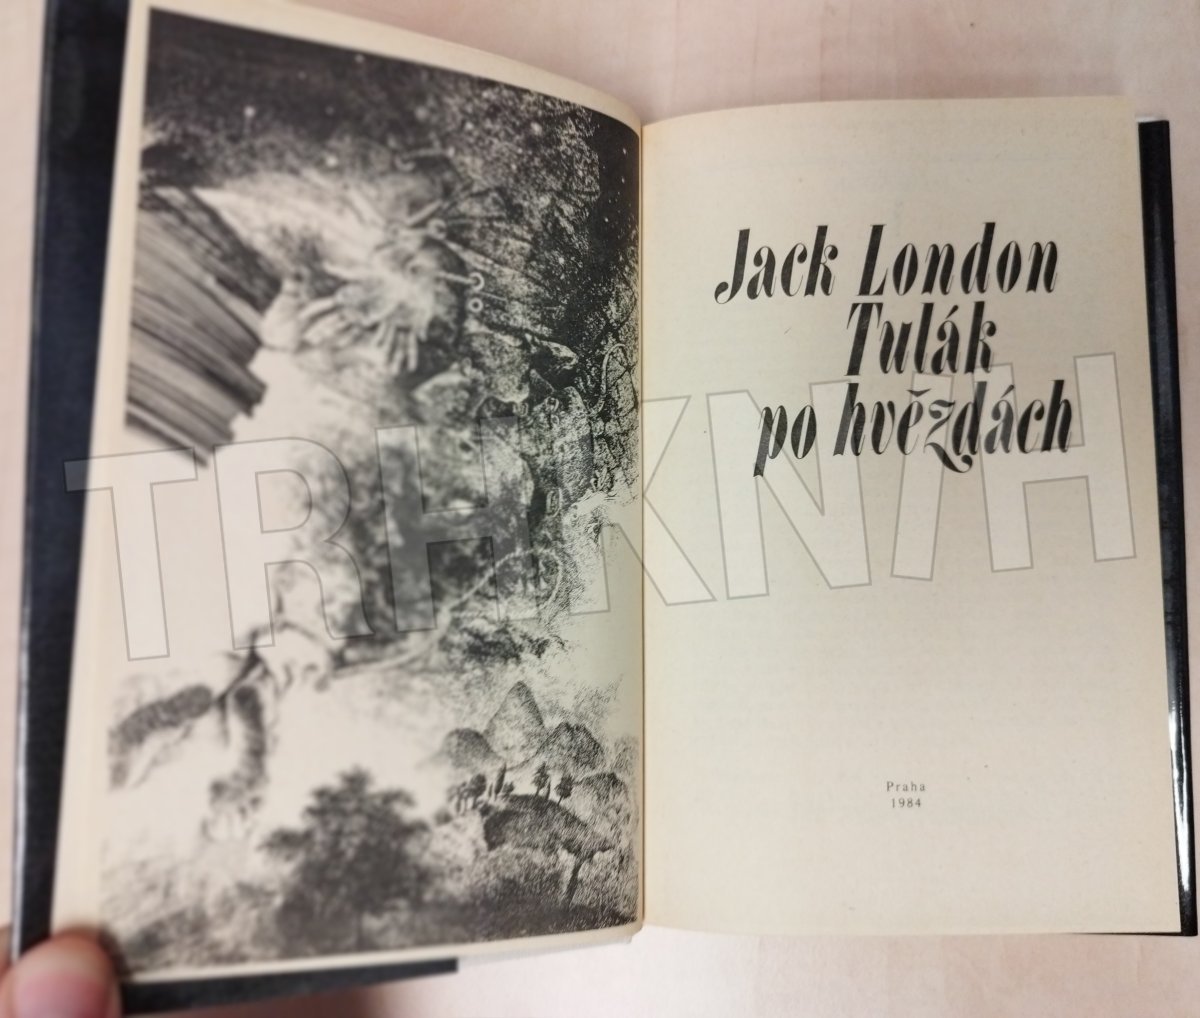 Jack London
Tulák
po hvězdách
TRHKNIH
Praha
1984